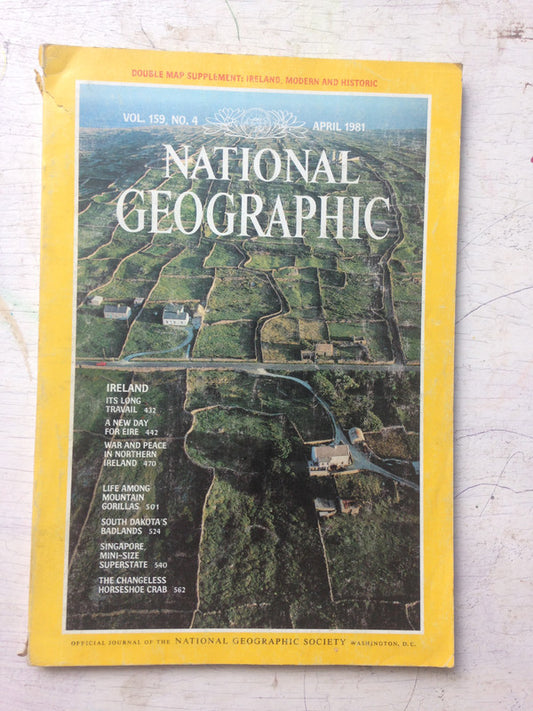 DOUBLE MAP SUPPLEMENT: IRELAND, MODERN AND HISTORIC
VOL. 159, NO. 4
APRIL 1981
NATIONAL
GEOGRAPHIC
IRELAND
ITS LONG
TRAVAIL 432
A NEW DAY
FOR EIRE 442
WAR AND PEACE
IN NORTHERN
IRELAND 470
LIFE AMONG
MOUNTAIN
GORILLAS 501
SOUTH DAKOTA'S
BADLANDS 524
SINGAPORE,
MINI-SIZE
SUPERSTATE 540
THE CHANGELESS
HORSESHOE CRAB 562
OFFICIAL JOURNAL OF THE NATIONAL GEOGRAPHIC SOCIETY WASHINGTON, D.C.